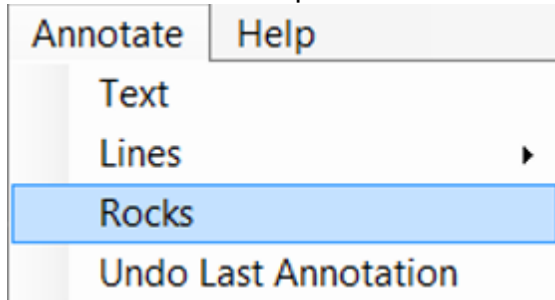 Annotate Help
Text
Lines
Rocks
Undo Last Annotation